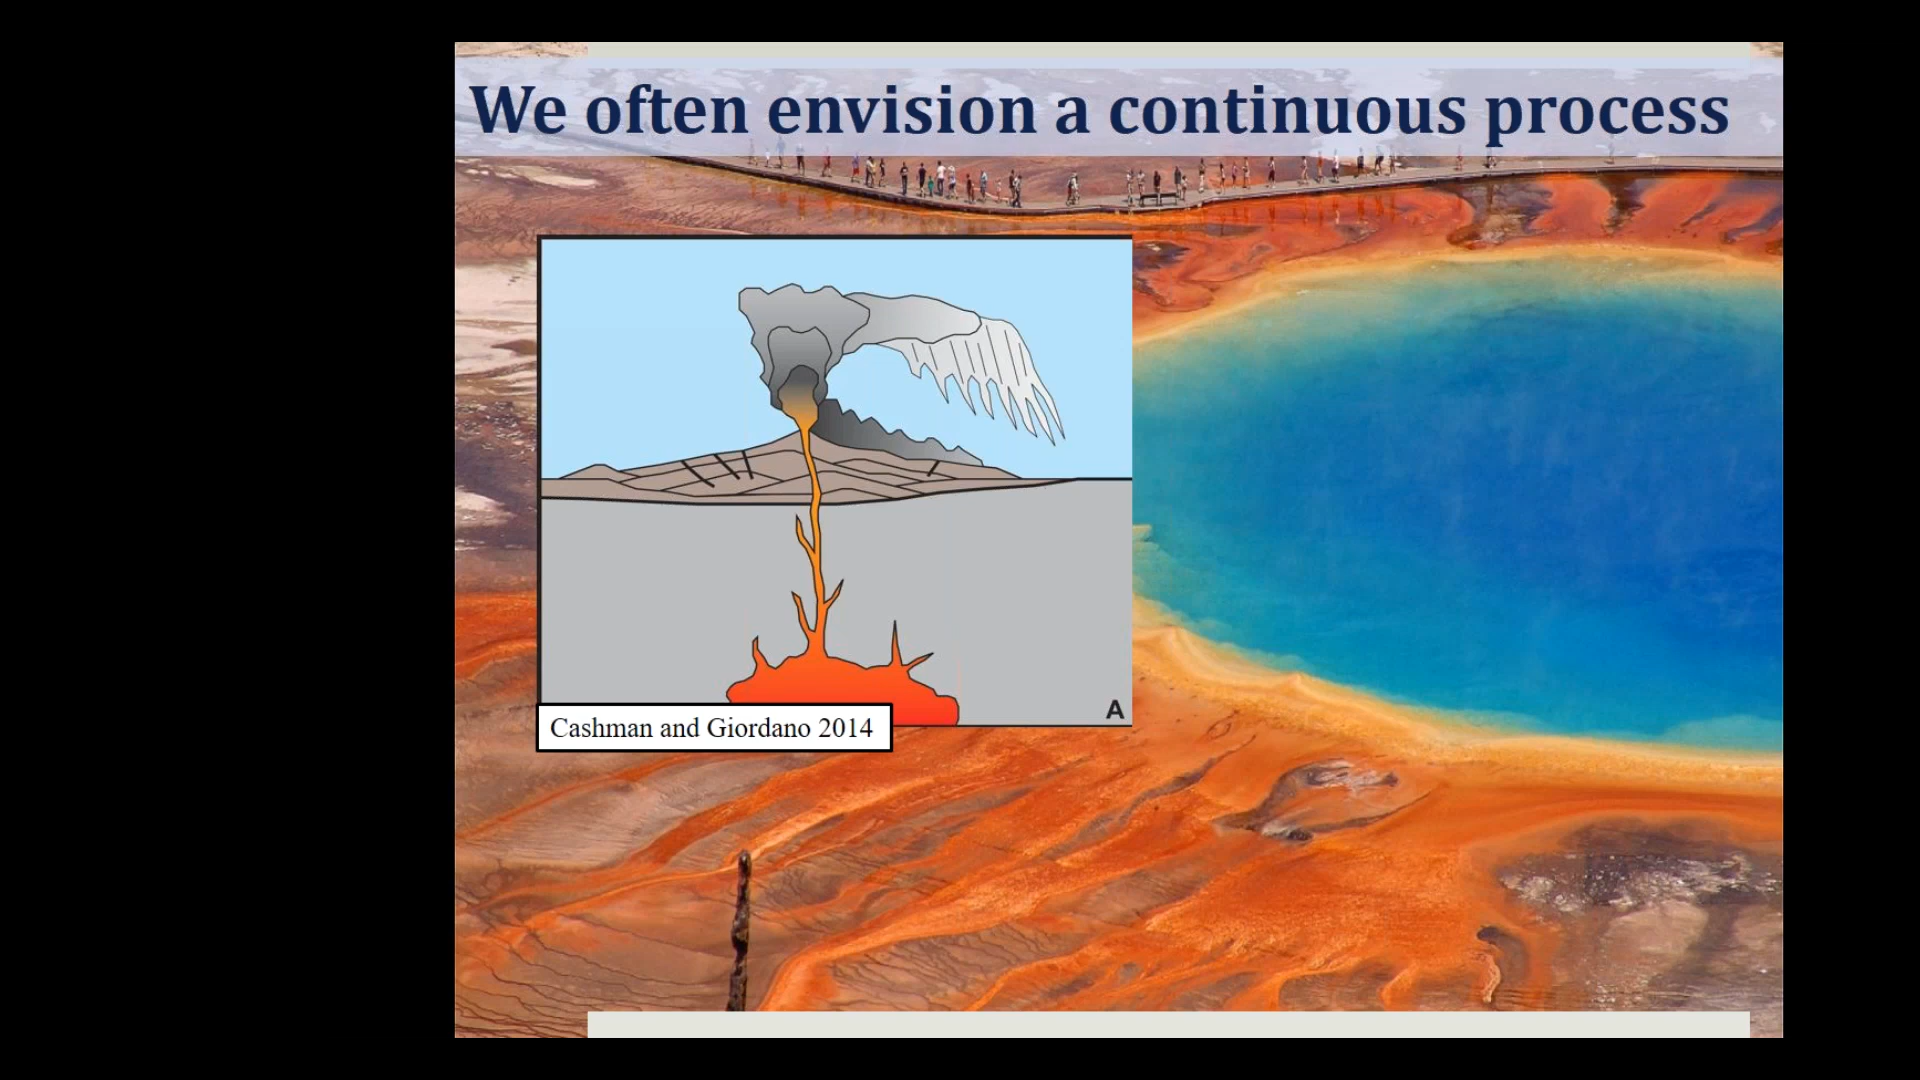 We often envision a continuous process
A
Cashman and Giordano 2014